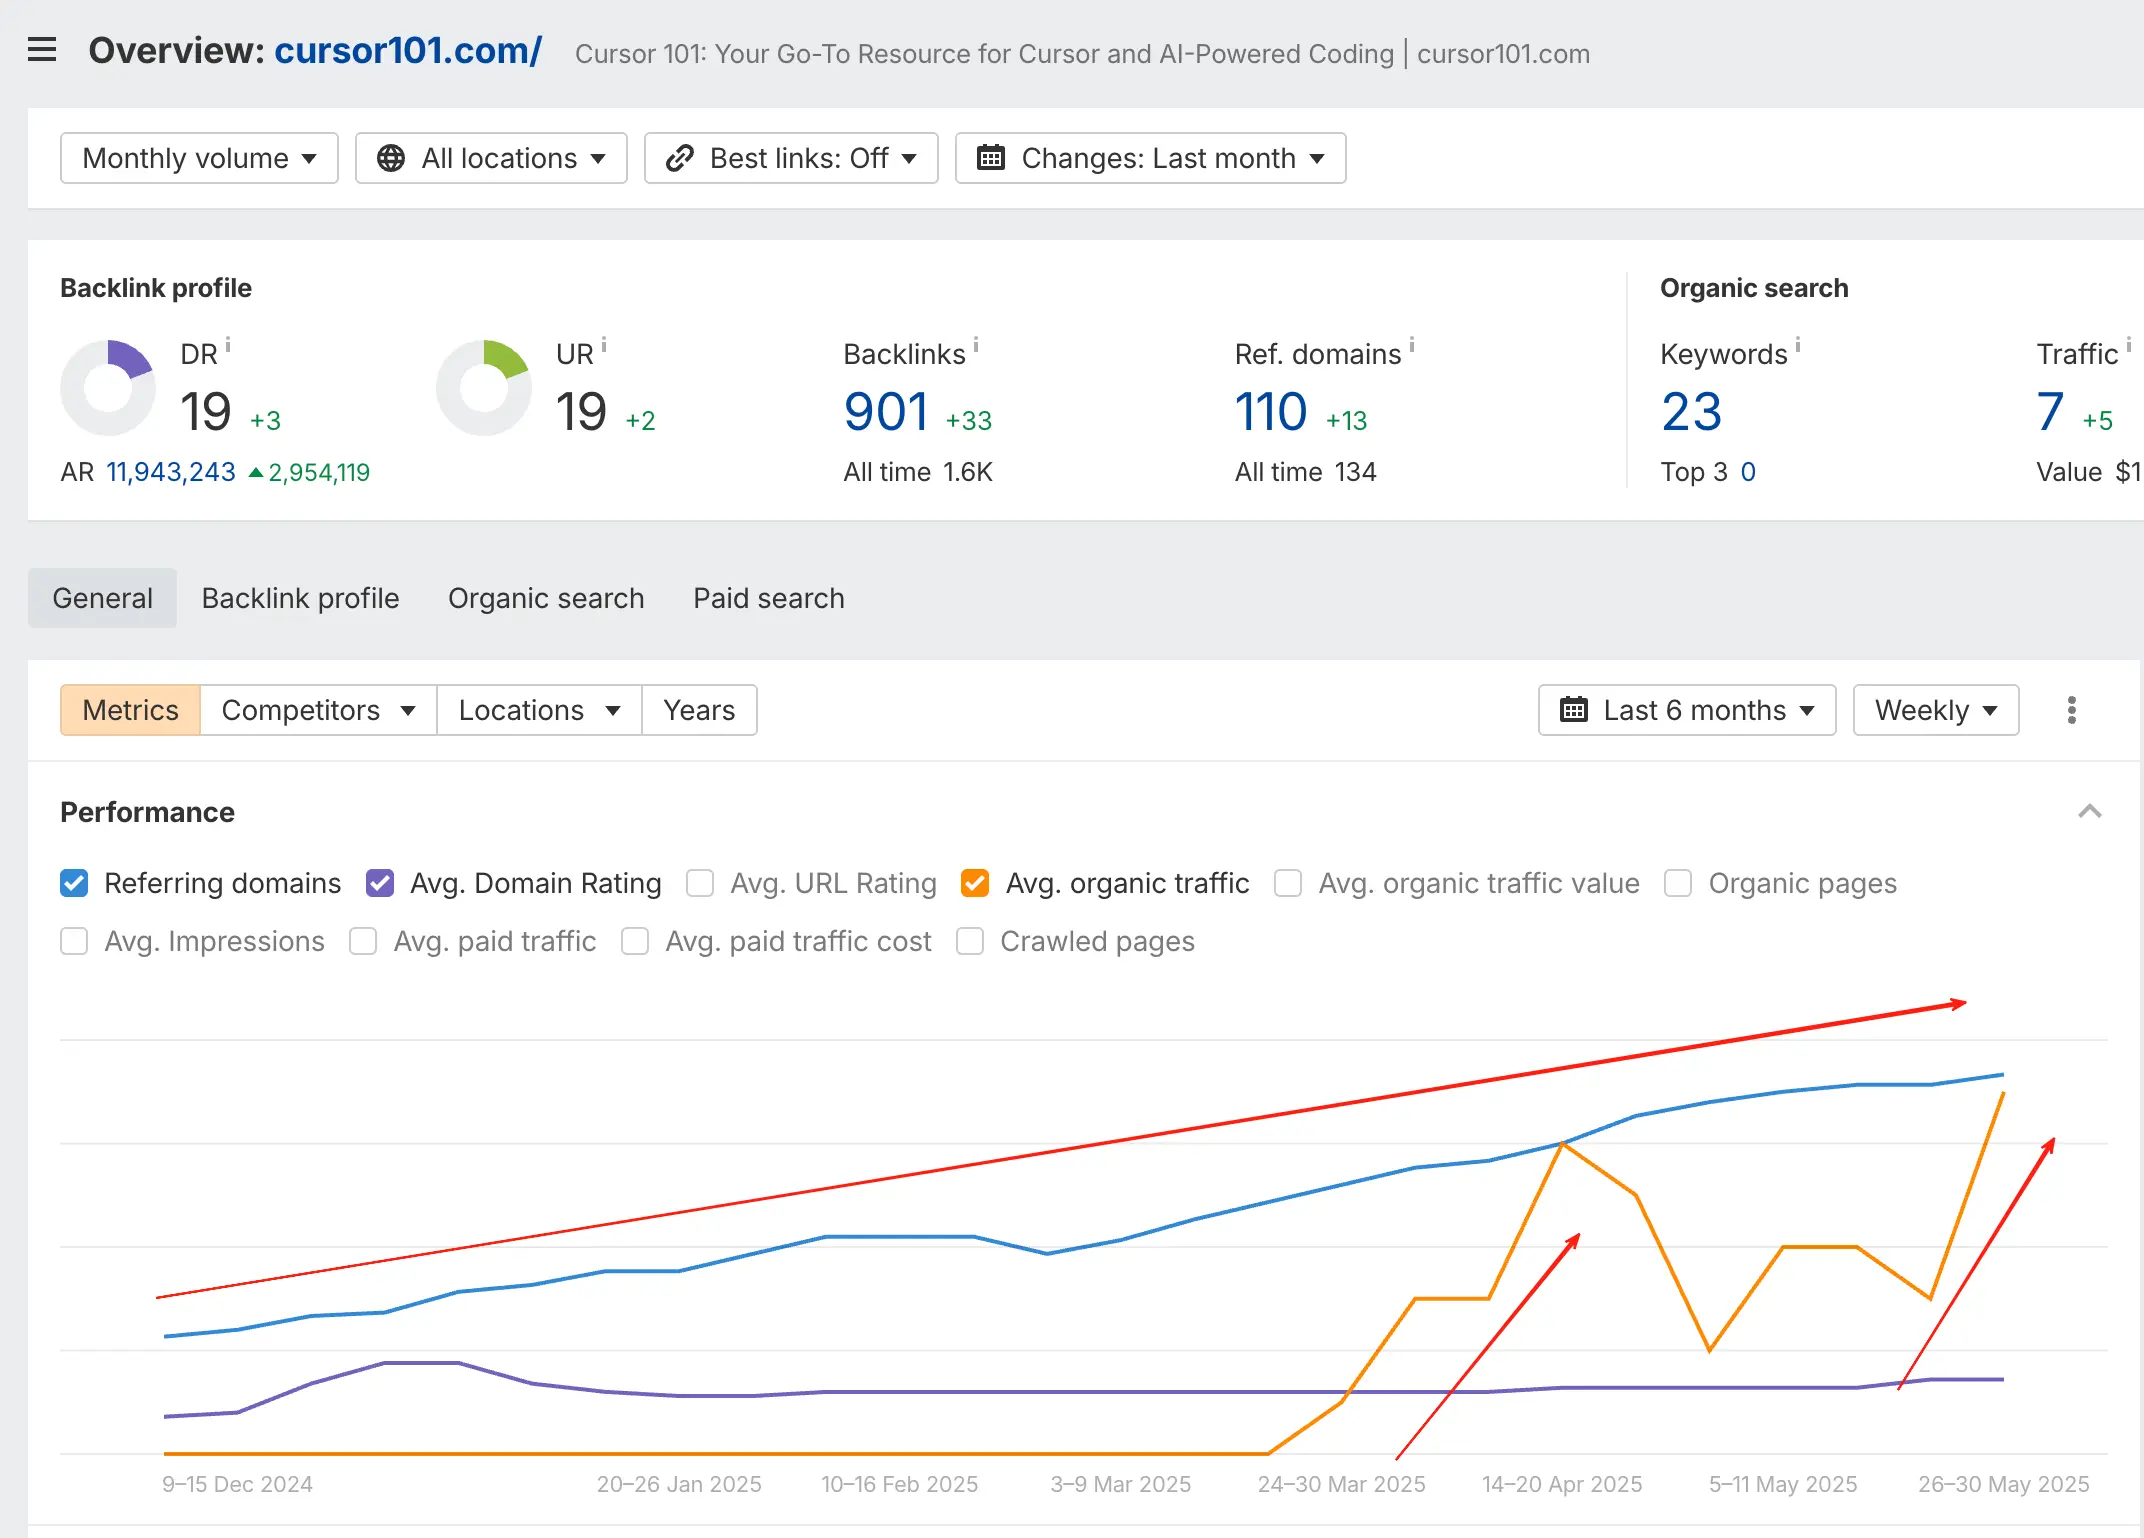 Overview: cursor101.com/ Cursor 101: Your Go-To Resource for Cursor and AI-Powered Coding | cursor101.com
Monthly volume All locations Best links: Off Changes: Last month
Backlink profile Organic search
DR i UR i Backlinks i Ref. domains i Keywords i Traffic i
19 +3 19 +2 901 +33 110 +13 23 7 +5
AR 11,943,243 2,954,119 All time 1.6K All time 134 Top 3 0 Value $1
General Backlink profile Organic search Paid search
Metrics Competitors Locations Years Last 6 months Weekly
Performance
Referring domains Avg. Domain Rating Avg. URL Rating Avg. organic traffic Avg. organic traffic value Organic pages
Avg. Impressions Avg. paid traffic Avg. paid traffic cost Crawled pages
9–15 Dec 2024 20–26 Jan 2025 10–16 Feb 2025 3–9 Mar 2025 24–30 Mar 2025 14–20 Apr 2025 5–11 May 2025 26–30 May 2025